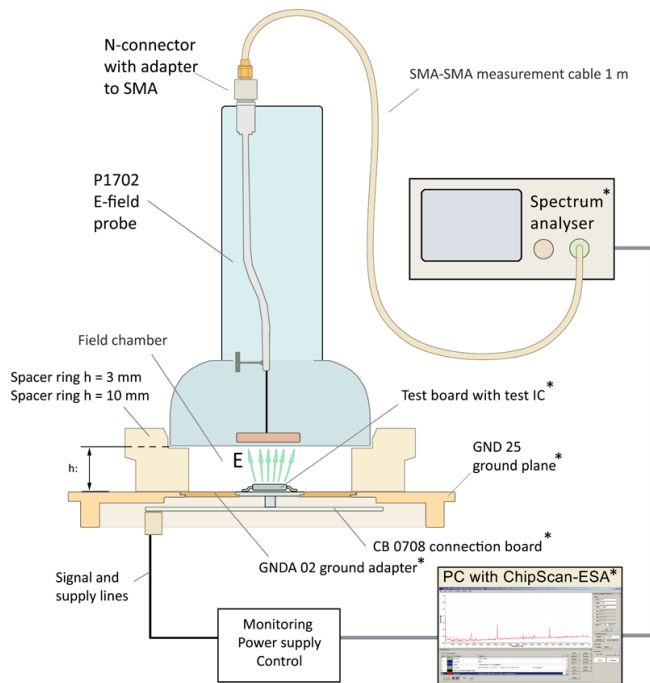 N-connector
with adapter
to SMA
SMA-SMA measurement cable 1 m
P1702
E-field
probe
Spectrum*
analyser
Field chamber
Spacer ring h = 3 mm
Spacer ring h = 10 mm
Test board with test IC*
E
GND 25
ground plane*
h:
CB 0708 connection board*
GNDA 02 ground adapter*
Signal and
supply lines
PC with ChipScan-ESA*
Monitoring
Power supply
Control